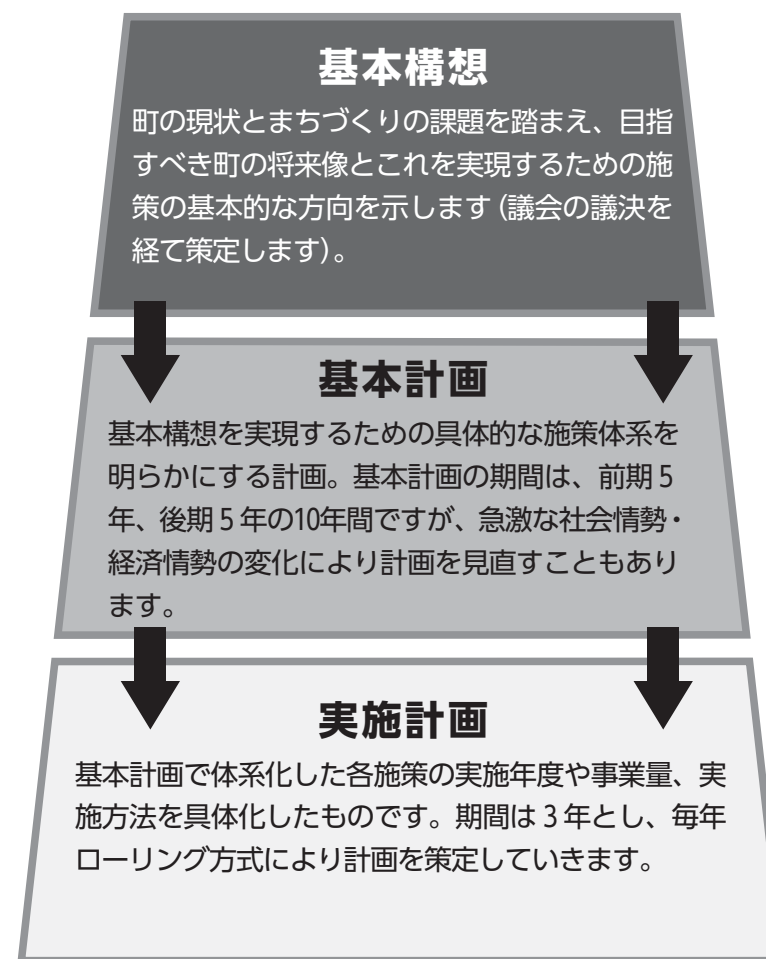 基本構想
町の現状とまちづくりの課題を踏まえ、目指
すべき町の将来像とこれを実現するための施
策の基本的な方向を示します（議会の議決を
経て策定します）。
基本計画
基本構想を実現するための具体的な施策体系を
明らかにする計画。基本計画の期間は、前期5
年、後期5年の10年間ですが、急激な社会情勢・
経済情勢の変化により計画を見直すこともあり
ます。
実施計画
基本計画で体系化した各施策の実施年度や事業量、実
施方法を具体化したものです。期間は3年とし、毎年
ローリング方式により計画を策定していきます。